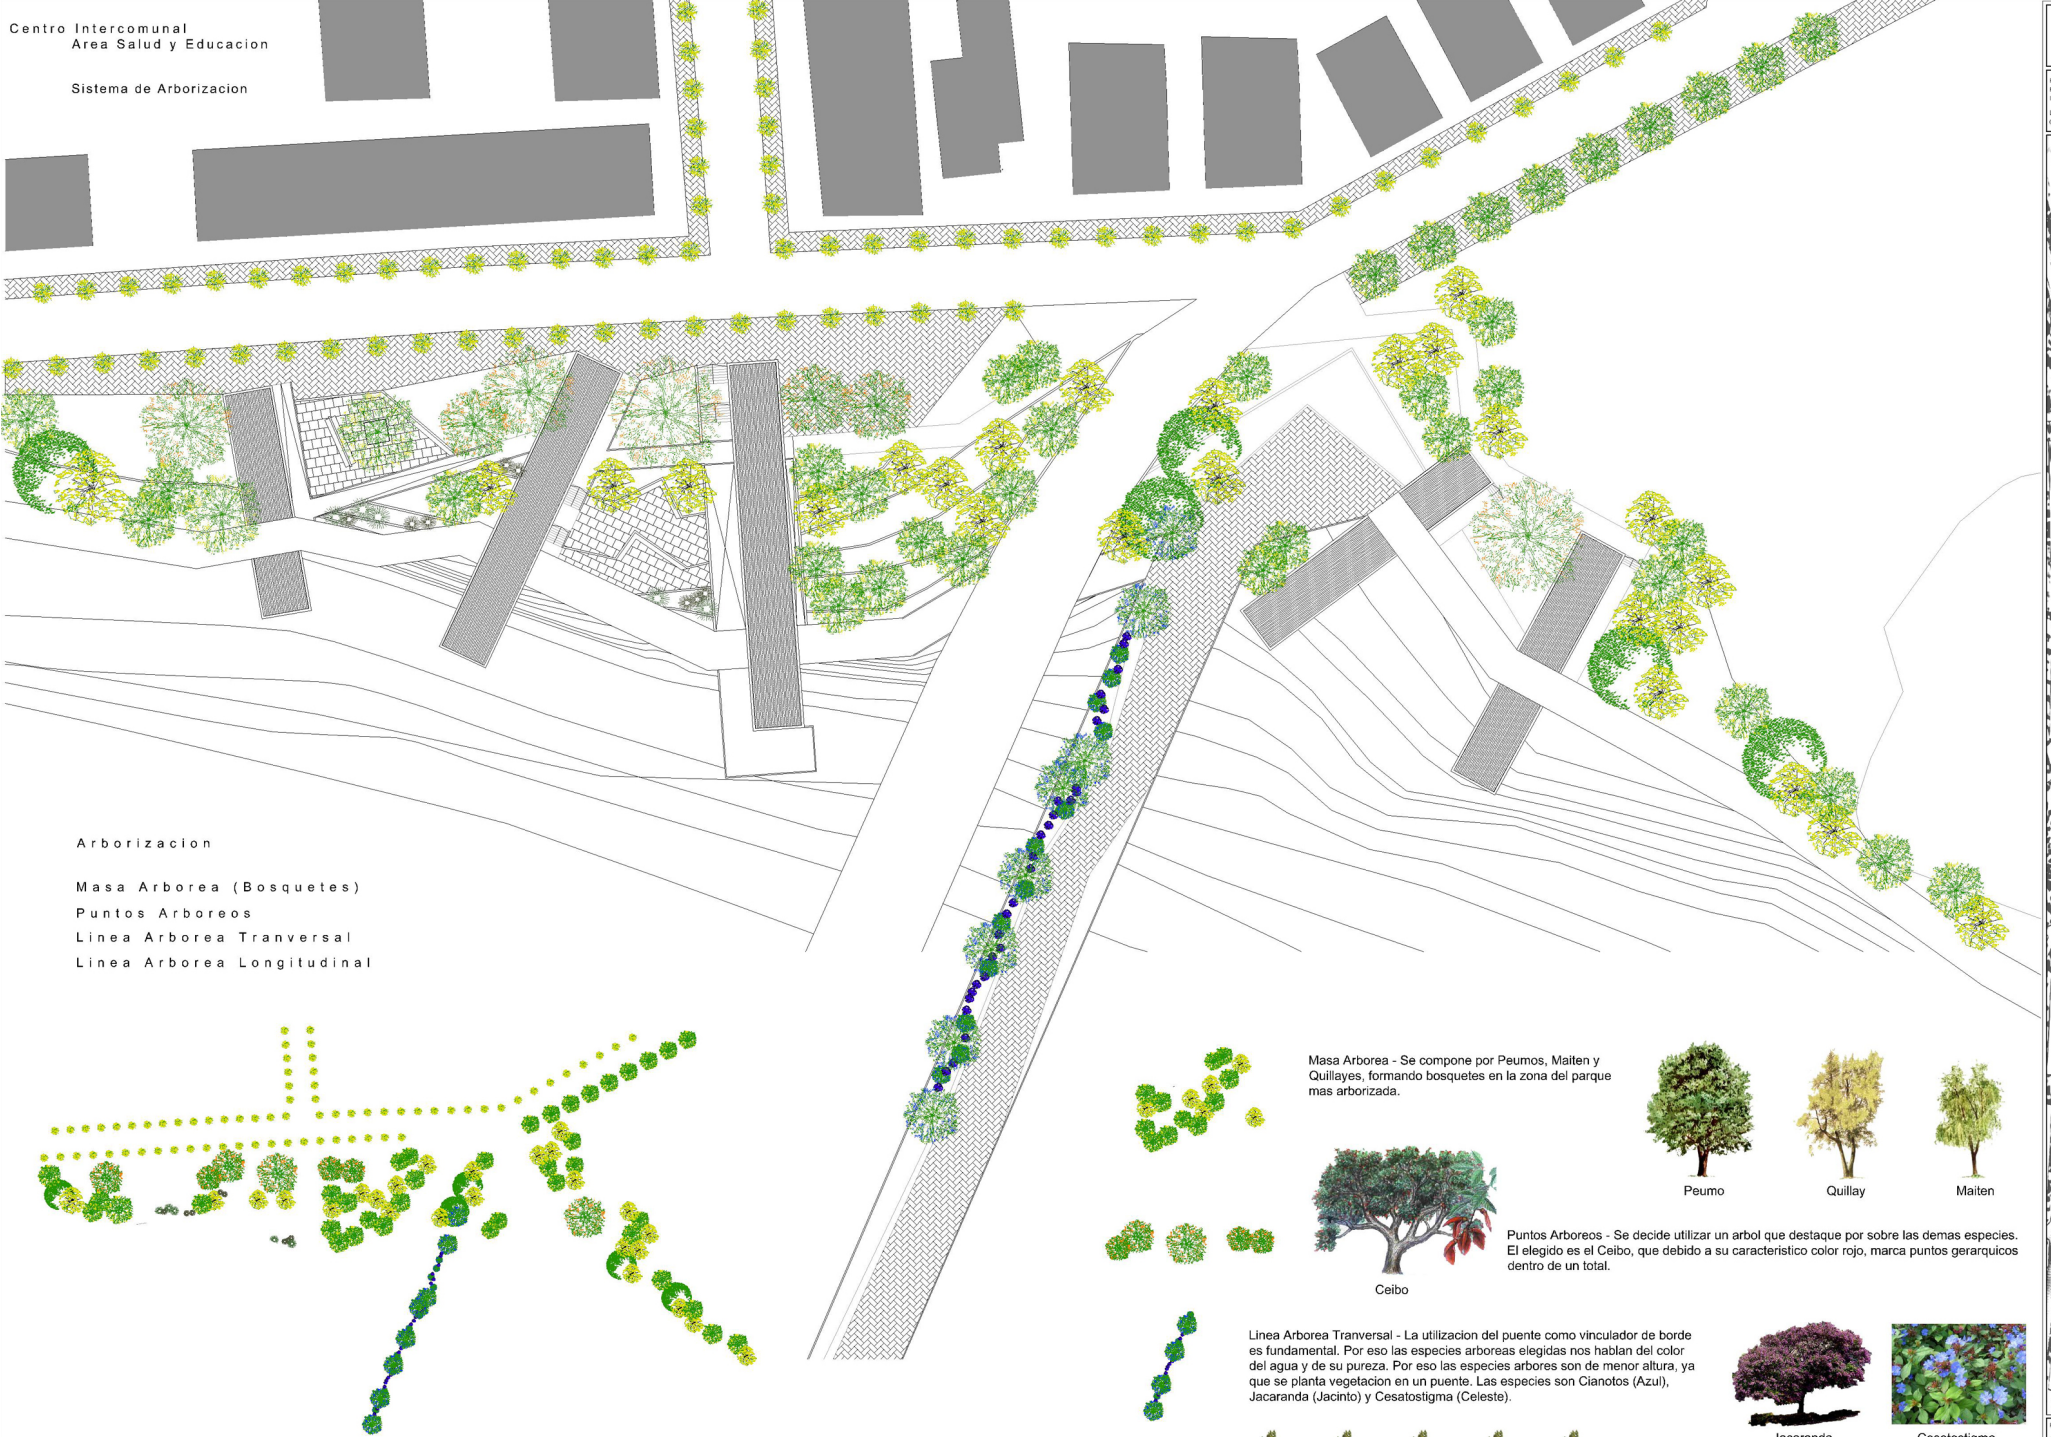 Centro Intercomunal
Area Salud y Educacion
Sistema de Arborizacion
Arborizacion
Masa Arborea (Bosquetes)
Puntos Arboreos
Linea Arborea Tranversal
Linea Arborea Longitudinal
Masa Arborea - Se compone por Peumos, Maiten y
Quillayes, formando bosquetes en la zona del parque
mas arborizada.
Peumo
Quillay
Maiten
Ceibo
Puntos Arboreos - Se decide utilizar un arbol que destaque por sobre las demas especies.
El elegido es el Ceibo, que debido a su caracteristico color rojo, marca puntos gerarquicos
dentro de un total.
Linea Arborea Tranversal - La utilizacion del puente como vinculador de borde
es fundamental. Por eso las especies arboreas elegidas nos hablan del color
del agua y de su pureza. Por eso las especies arbores son de menor altura, ya
que se planta vegetacion en un puente. Las especies son Cianotos (Azul),
Jacaranda (Jacinto) y Cesatostigma (Celeste).
Jacaranda
Cesatostigma